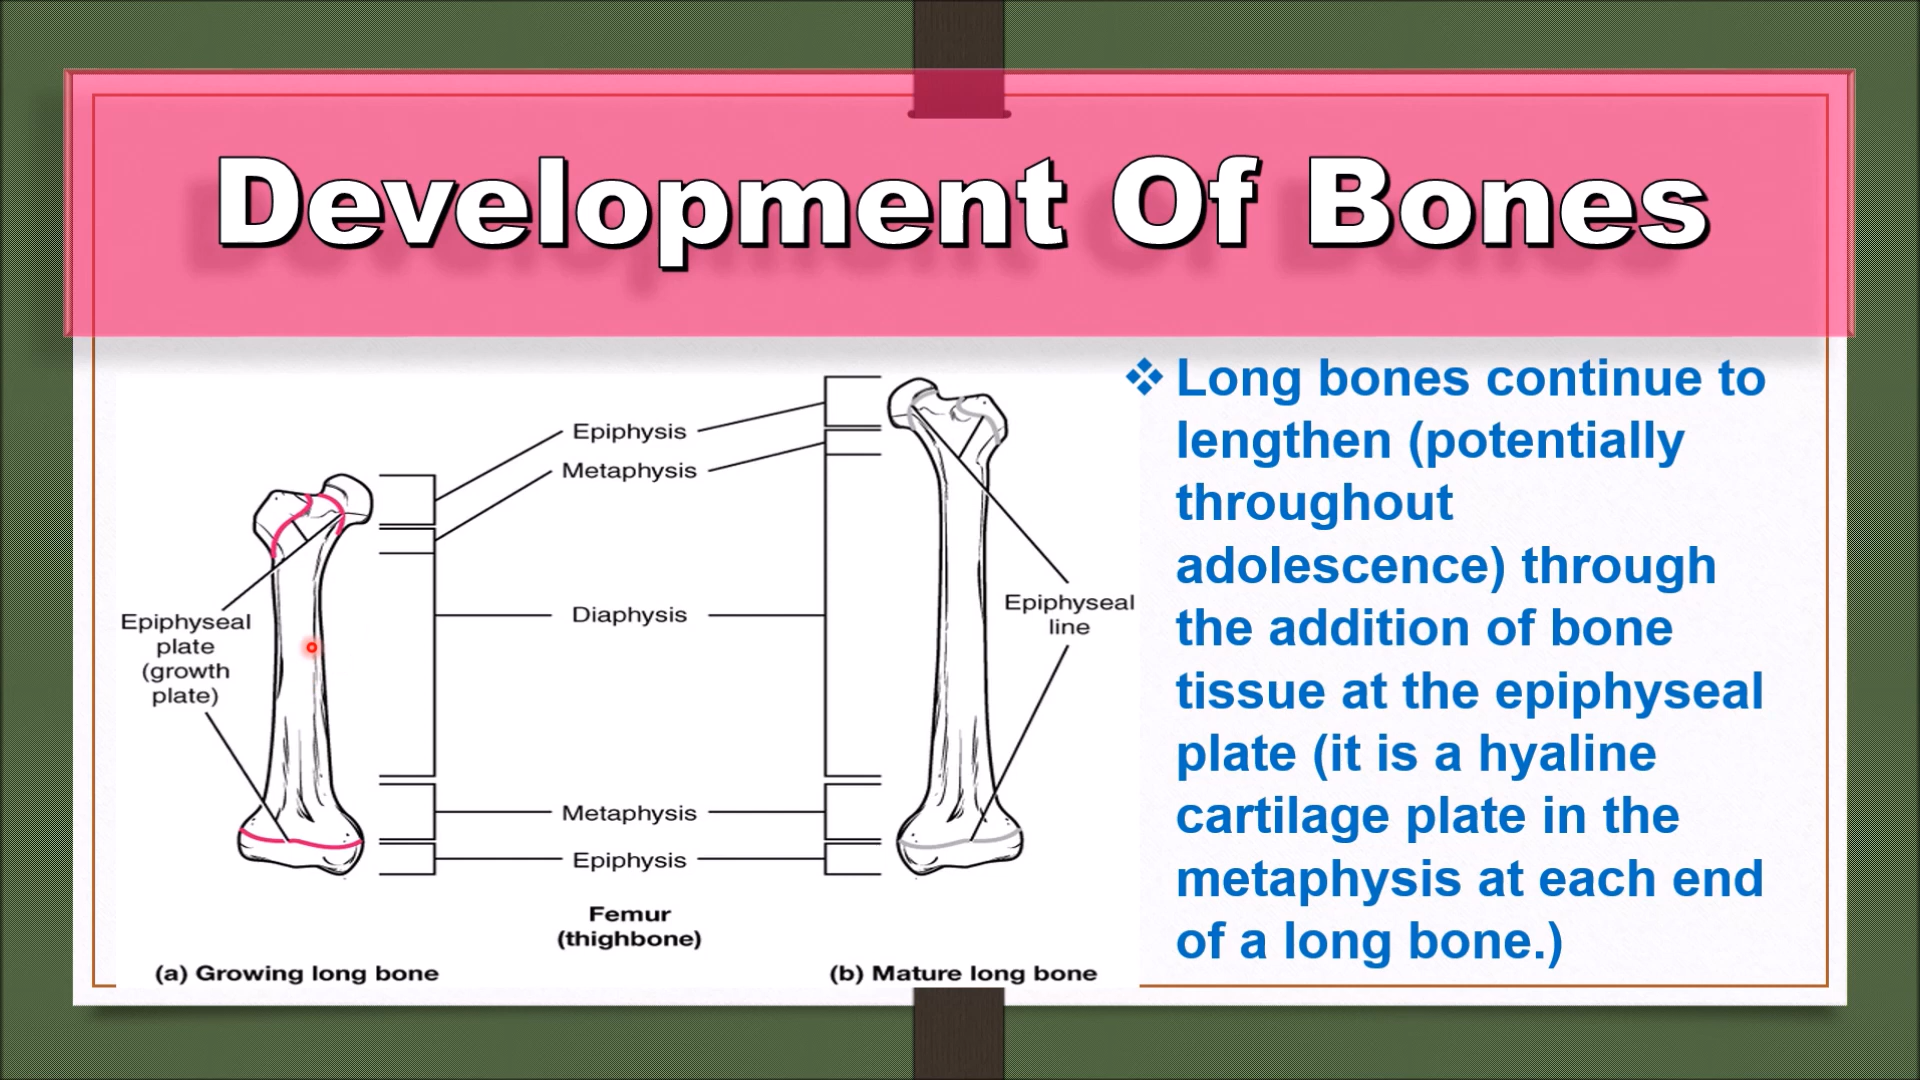 Development Of Bones
Epiphysis
Metaphysis
Epiphyseal
plate
(growth
plate)
Diaphysis
Epiphyseal
line
Metaphysis
Epiphysis
Femur
(thighbone)
(a) Growing long bone
(b) Mature long bone
❖ Long bones continue to
lengthen (potentially
throughout
adolescence) through
the addition of bone
tissue at the epiphyseal
plate (it is a hyaline
cartilage plate in the
metaphysis at each end
of a long bone.)